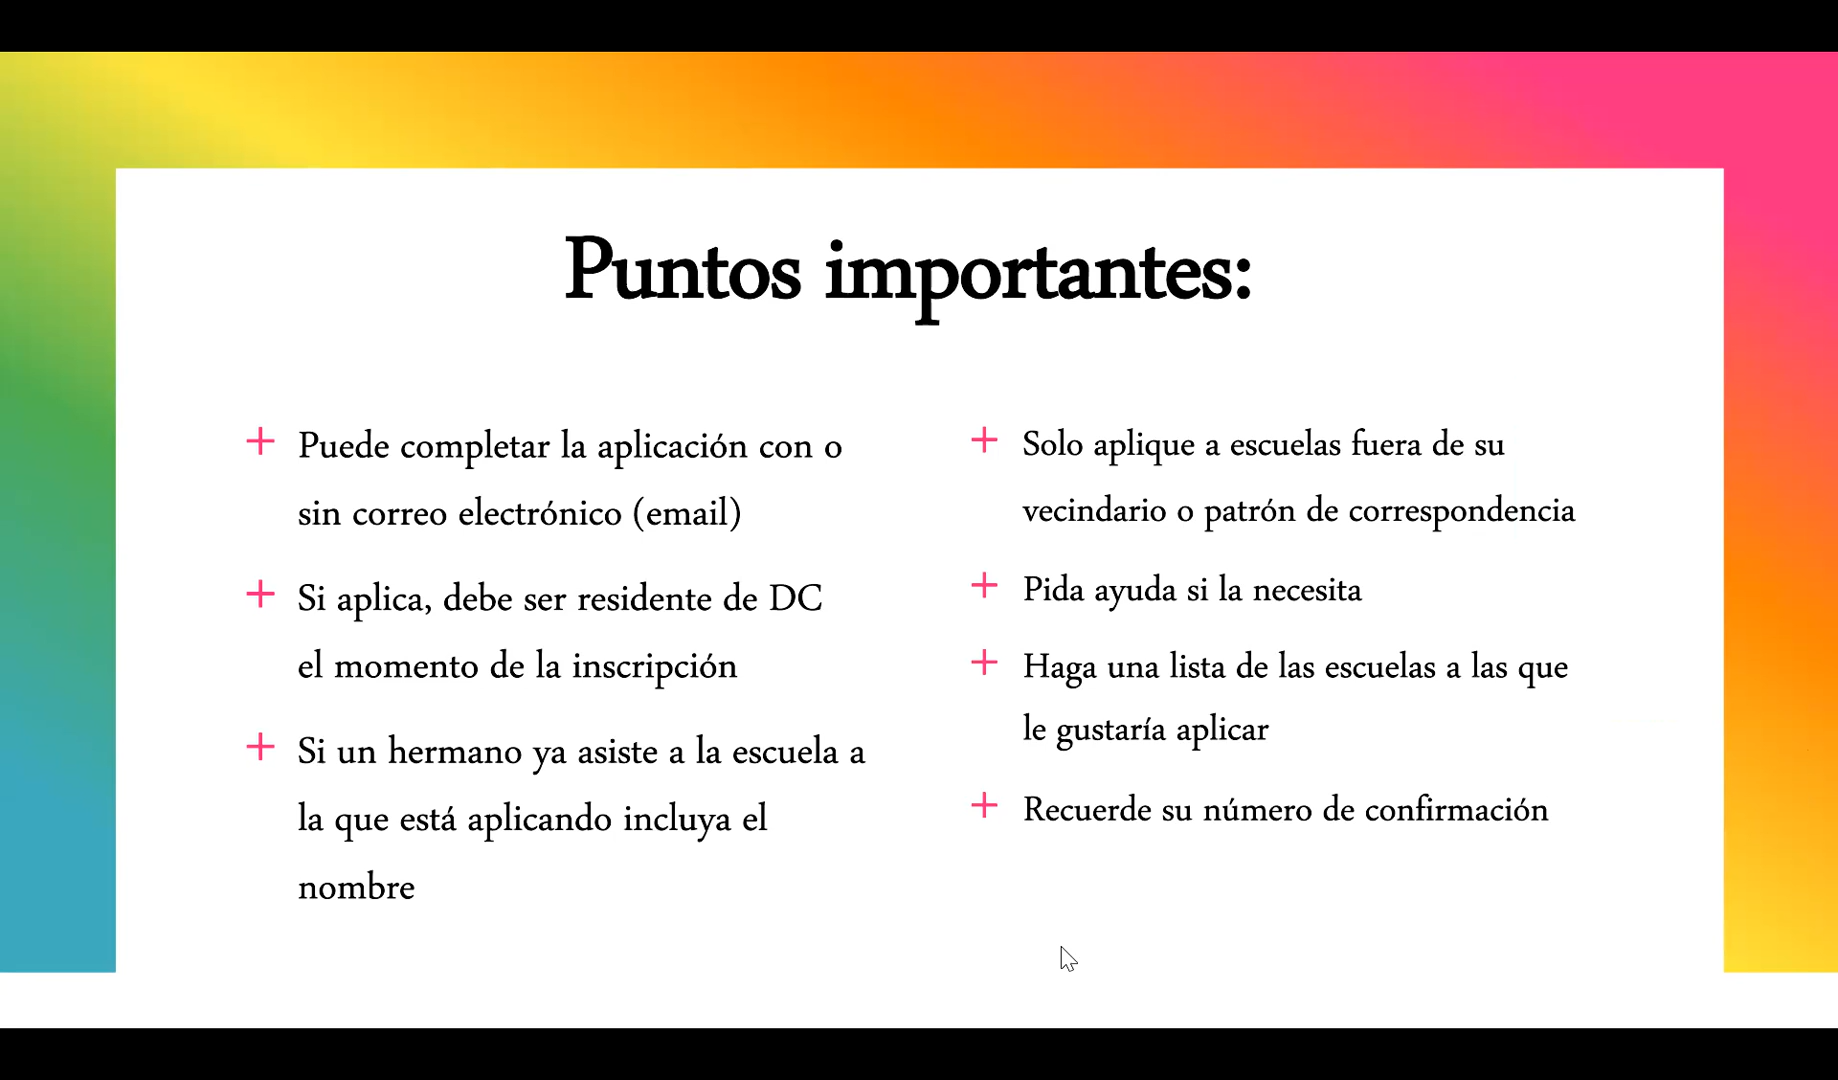 Puntos importantes:
Puede completar la aplicación con o
sin correo electrónico (email)
Si aplica, debe ser residente de DC
el momento de la inscripción
Si un hermano ya asiste a la escuela a
la que está aplicando incluya el
nombre
Solo aplique a escuelas fuera de su
vecindario o patrón de correspondencia
Pida ayuda si la necesita
Haga una lista de las escuelas a las que
le gustaría aplicar
Recuerde su número de confirmación